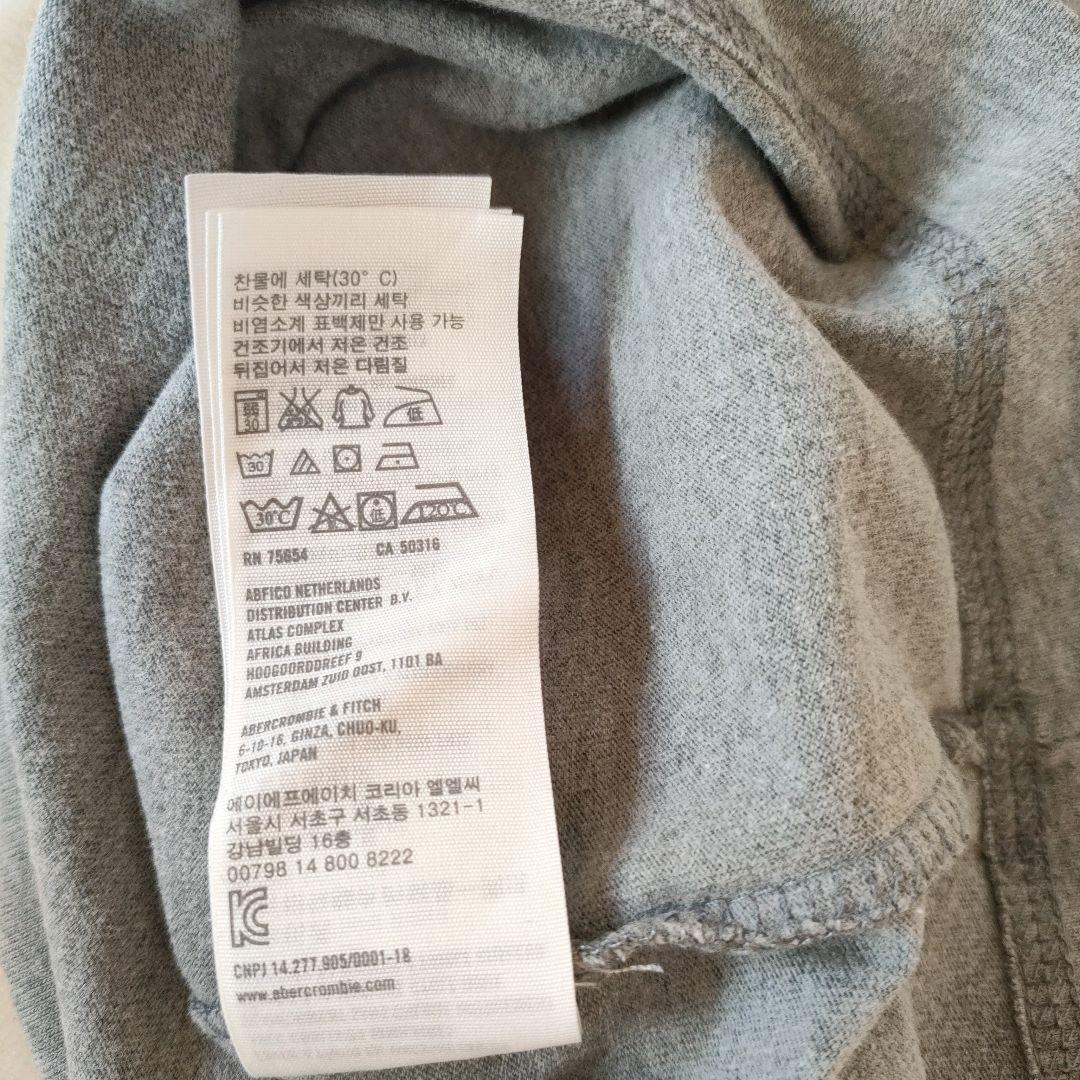 찬물에 세탁(30° C)
비슷한 색상끼리 세탁
비염소계 표백제만 사용 가능
건조기에서 저온 건조
뒤집어서 저온 다림질
30 低
30
30°C 低 120°C
RN 75654 CA 50316
ABFICO NETHERLANDS
DISTRIBUTION CENTER B.V.
ATLAS COMPLEX
AFRICA BUILDING
HOOGOORDDREEF 9
AMSTERDAM ZUID OOST, 1101 BA
ABERCROMBIE & FITCH
6-10-16, GINZA, CHUO-KU,
TOKYO, JAPAN
에이에프에이치 코리아 엘엘씨
서울시 서초구 서초동 1321-1
강남빌딩 16층
00798 14 800 8222
CNPJ 14.277.905/0001-18
www.abercrombie.com